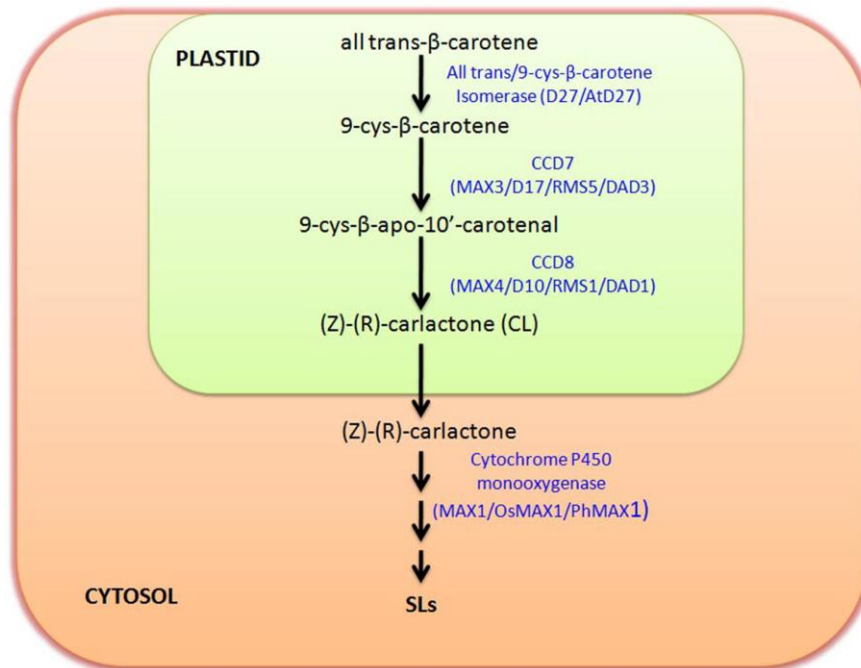 all trans-β-carotene
PLASTID
All trans/9-cys-β-carotene
Isomerase (D27/AtD27)
9-cys-β-carotene
CCD7
(MAX3/D17/RMS5/DAD3)
9-cys-β-apo-10’-carotenal
CCD8
(MAX4/D10/RMS1/DAD1)
(Z)-(R)-carlactone (CL)
(Z)-(R)-carlactone
Cytochrome P450
monooxygenase
(MAX1/OsMAX1/PhMAX1)
CYTOSOL
SLs